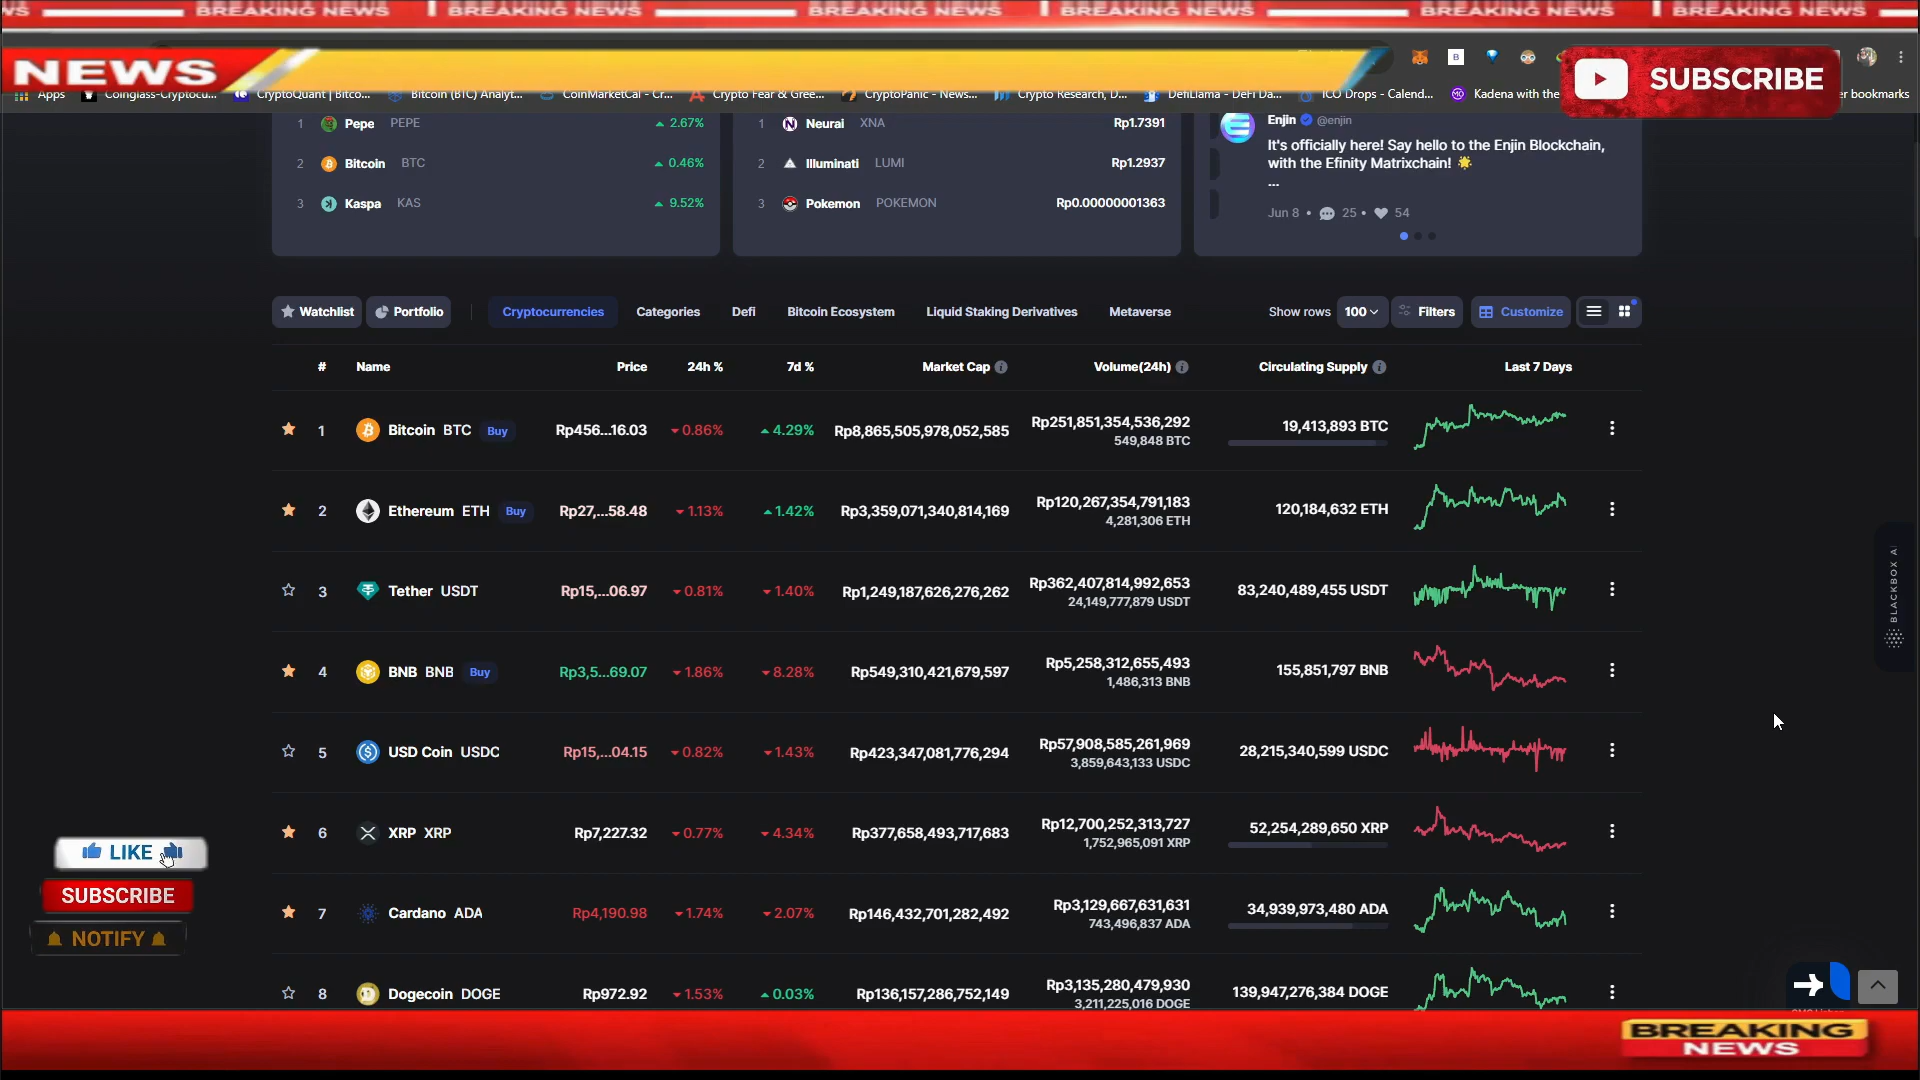 BREAKING NEWS BREAKING NEWS BREAKING NEWS BREAKING NEWS BREAKING NEWS BREAKING NEWS
NEWS
SUBSCRIBE
Apps Coinglass-Cryptocu... CryptoQuant | Bitco... Bitcoin (BTC) Analyt... CoinMarketCal - Cr... Crypto Fear & Gree... CryptoPanic - News... Crypto Research, D... DefiLlama - DeFi Da... ICO Drops - Calend... Kadena with the er bookmarks
1 Pepe PEPE 2.67%
2 Bitcoin BTC 0.46%
3 Kaspa KAS 9.52%
1 Neurai XNA Rp1.7391
2 Illuminati LUMI Rp1.2937
3 Pokemon POKEMON Rp0.00000001363
Enjin @enjin
It's officially here! Say hello to the Enjin Blockchain,
with the Efinity Matrixchain! 🌟
...
Jun 8 • 25 • 54
Watchlist Portfolio Cryptocurrencies Categories Defi Bitcoin Ecosystem Liquid Staking Derivatives Metaverse Show rows 100 Filters Customize
# Name Price 24h % 7d % Market Cap Volume(24h) Circulating Supply Last 7 Days
1 Bitcoin BTC Buy Rp456...16.03 0.86% 4.29% Rp8,865,505,978,052,585 Rp251,851,354,536,292 19,413,893 BTC
549,848 BTC
2 Ethereum ETH Buy Rp27,...58.48 1.13% 1.42% Rp3,359,071,340,814,169 Rp120,267,354,791,183 120,184,632 ETH
4,281,306 ETH
3 Tether USDT Rp15,...06.97 0.81% 1.40% Rp1,249,187,626,276,262 Rp362,407,814,992,653 83,240,489,455 USDT
24,149,777,879 USDT
4 BNB BNB Buy Rp3,5...69.07 1.86% 8.28% Rp549,310,421,679,597 Rp5,258,312,655,493 155,851,797 BNB
1,486,313 BNB
5 USD Coin USDC Rp15,...04.15 0.82% 1.43% Rp423,347,081,776,294 Rp57,908,585,261,969 28,215,340,599 USDC
3,859,643,133 USDC
6 XRP XRP Rp7,227.32 0.77% 4.34% Rp377,658,493,717,683 Rp12,700,252,313,727 52,254,289,650 XRP
1,752,965,091 XRP
7 Cardano ADA Rp4,190.98 1.74% 2.07% Rp146,432,701,282,492 Rp3,129,667,631,631 34,939,973,480 ADA
743,496,837 ADA
8 Dogecoin DOGE Rp972.92 1.53% 0.03% Rp136,157,286,752,149 Rp3,135,280,479,930 139,947,276,384 DOGE
3,211,225,016 DOGE
BLACKBOX A
LIKE
SUBSCRIBE
NOTIFY
BREAKING
NEWS